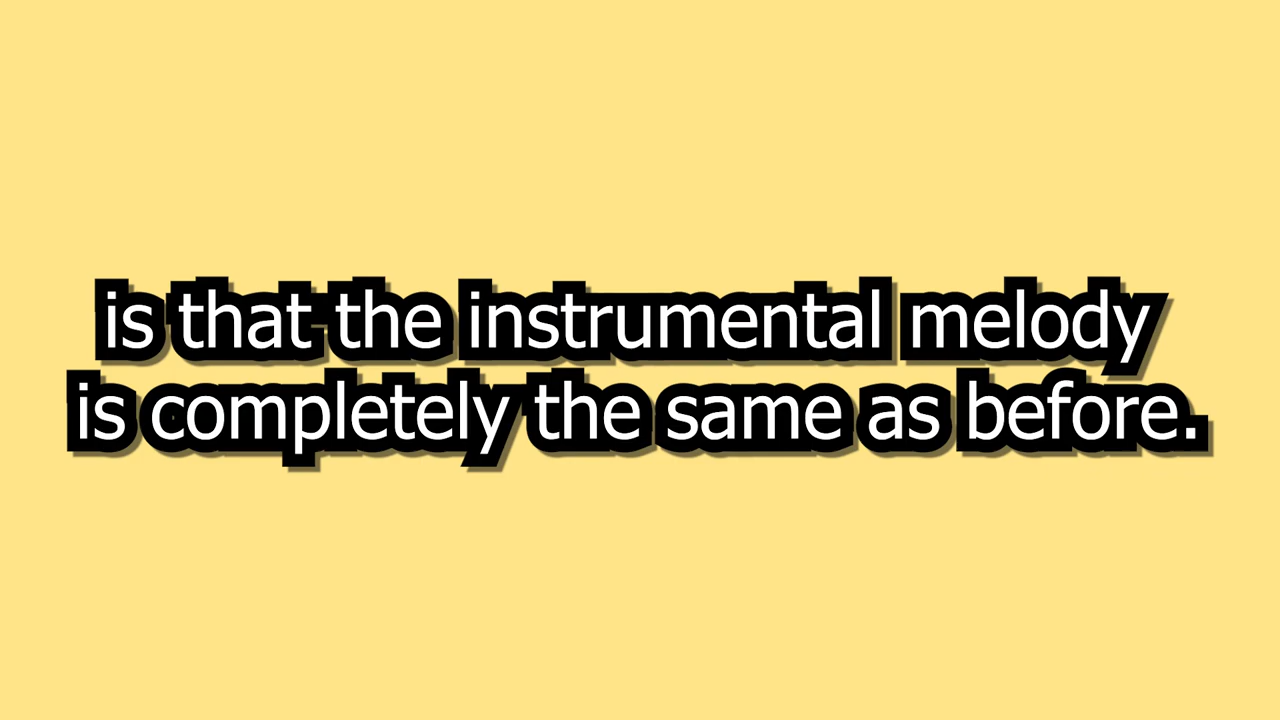 is that the instrumental melody
is completely the same as before.